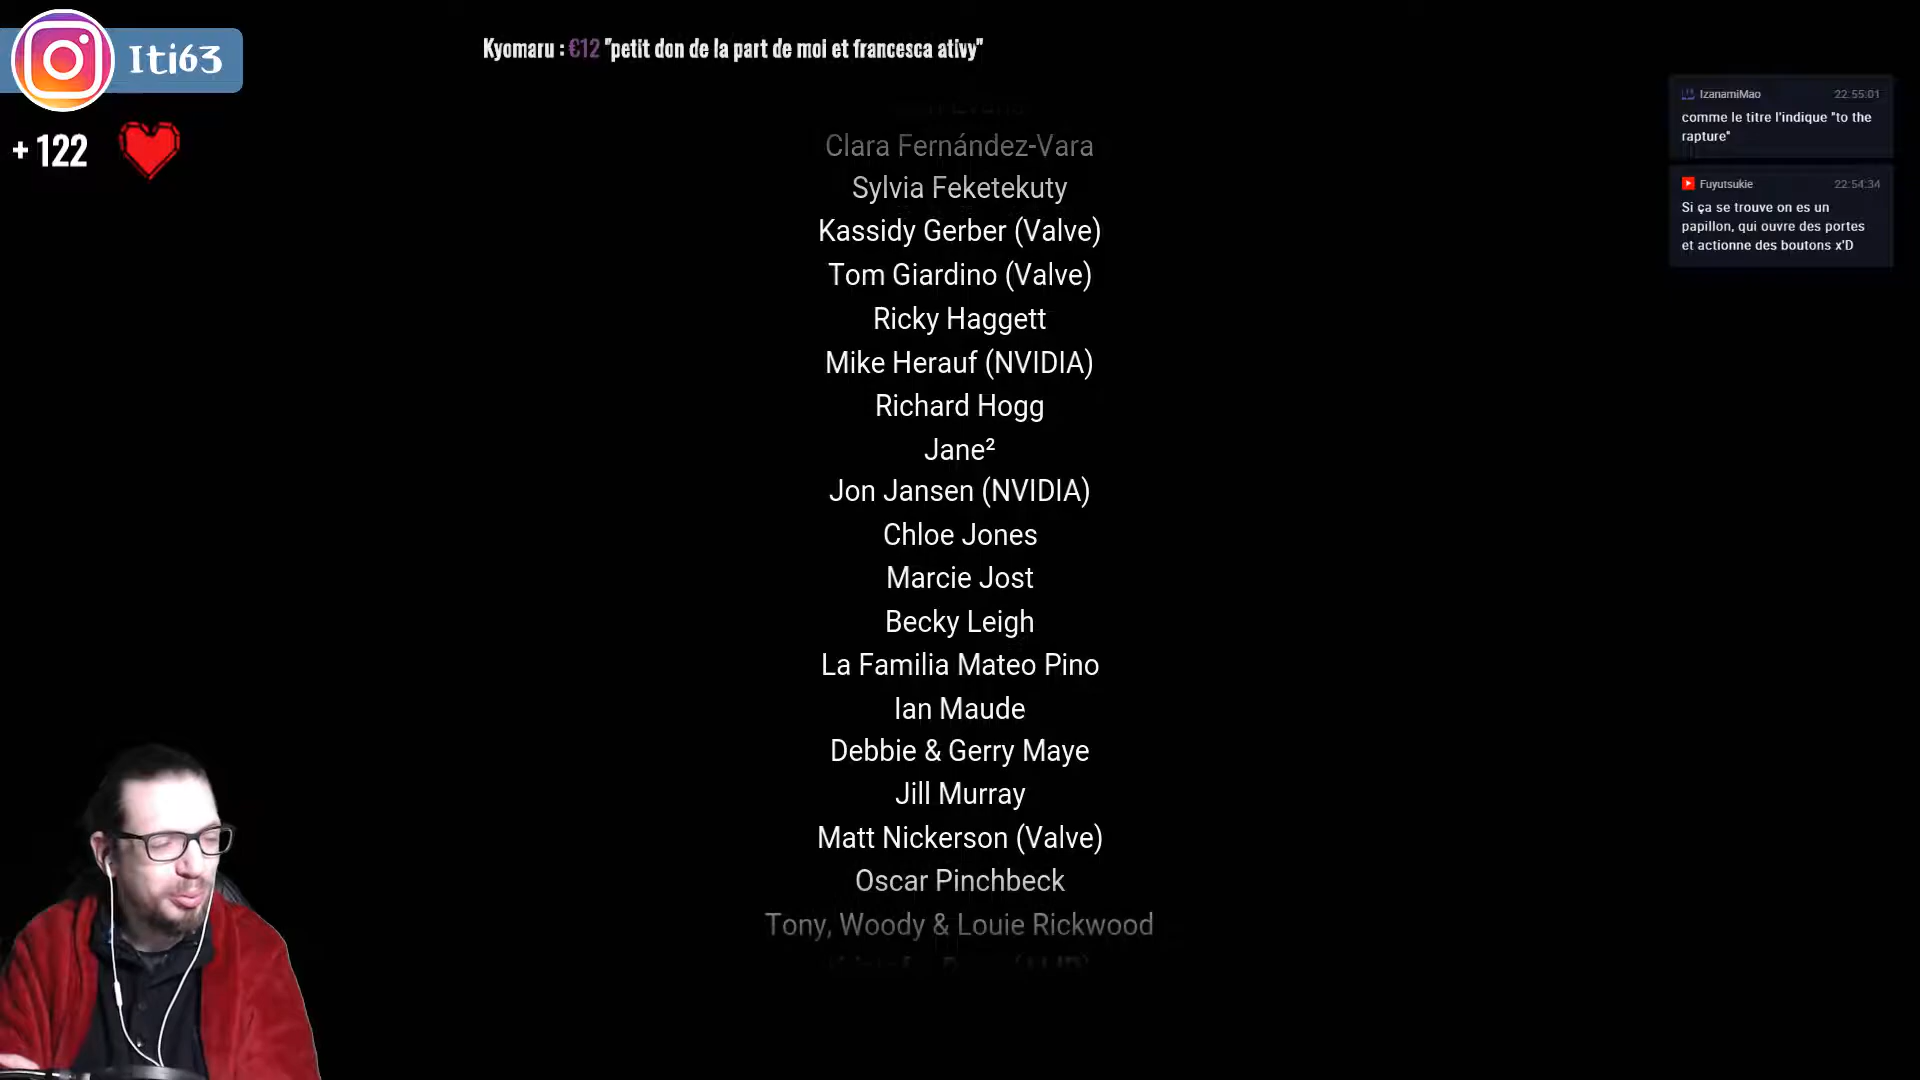 Iti63
Kyomaru : €12 "petit don de la part de moi et francesca ativy"
+ 122
IzanamiMao 22:55:01
comme le titre l'indique "to the
rapture"
Fuyutsukie 22:54:34
Si ça se trouve on es un
papillon, qui ouvre des portes
et actionne des boutons x'D
Clara Fernández-Vara
Sylvia Feketekuty
Kassidy Gerber (Valve)
Tom Giardino (Valve)
Ricky Haggett
Mike Herauf (NVIDIA)
Richard Hogg
Jane²
Jon Jansen (NVIDIA)
Chloe Jones
Marcie Jost
Becky Leigh
La Familia Mateo Pino
Ian Maude
Debbie & Gerry Maye
Jill Murray
Matt Nickerson (Valve)
Oscar Pinchbeck
Tony, Woody & Louie Rickwood